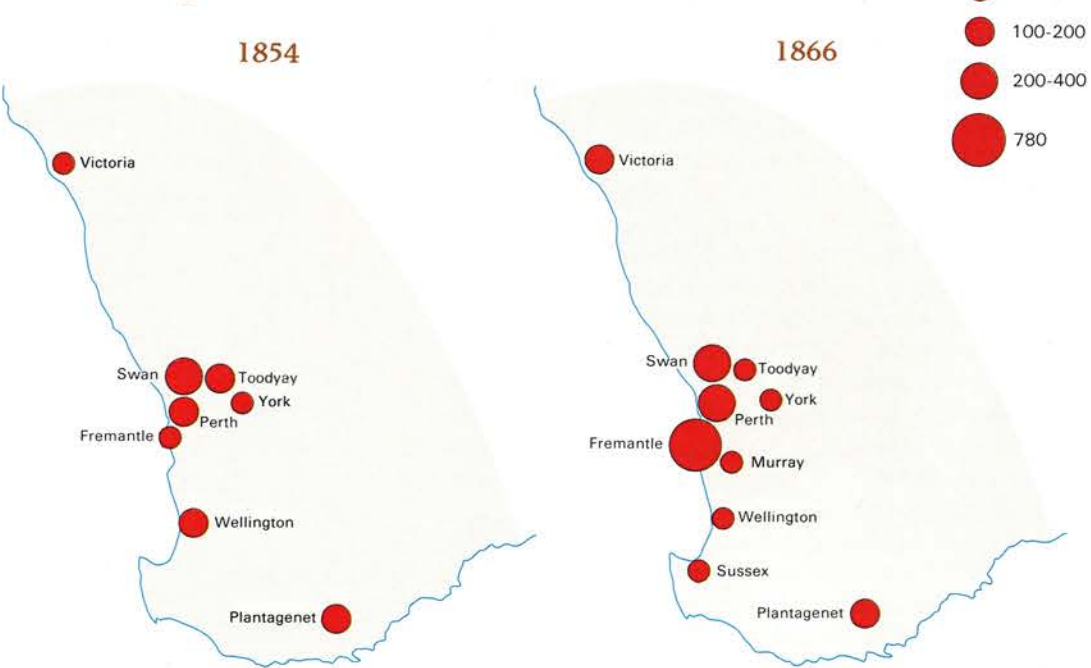 100-200
200-400
780
1854
Victoria
Swan
Toodyay
York
Perth
Fremantle
Wellington
Plantagenet
1866
Victoria
Swan
Toodyay
York
Perth
Fremantle
Murray
Wellington
Sussex
Plantagenet